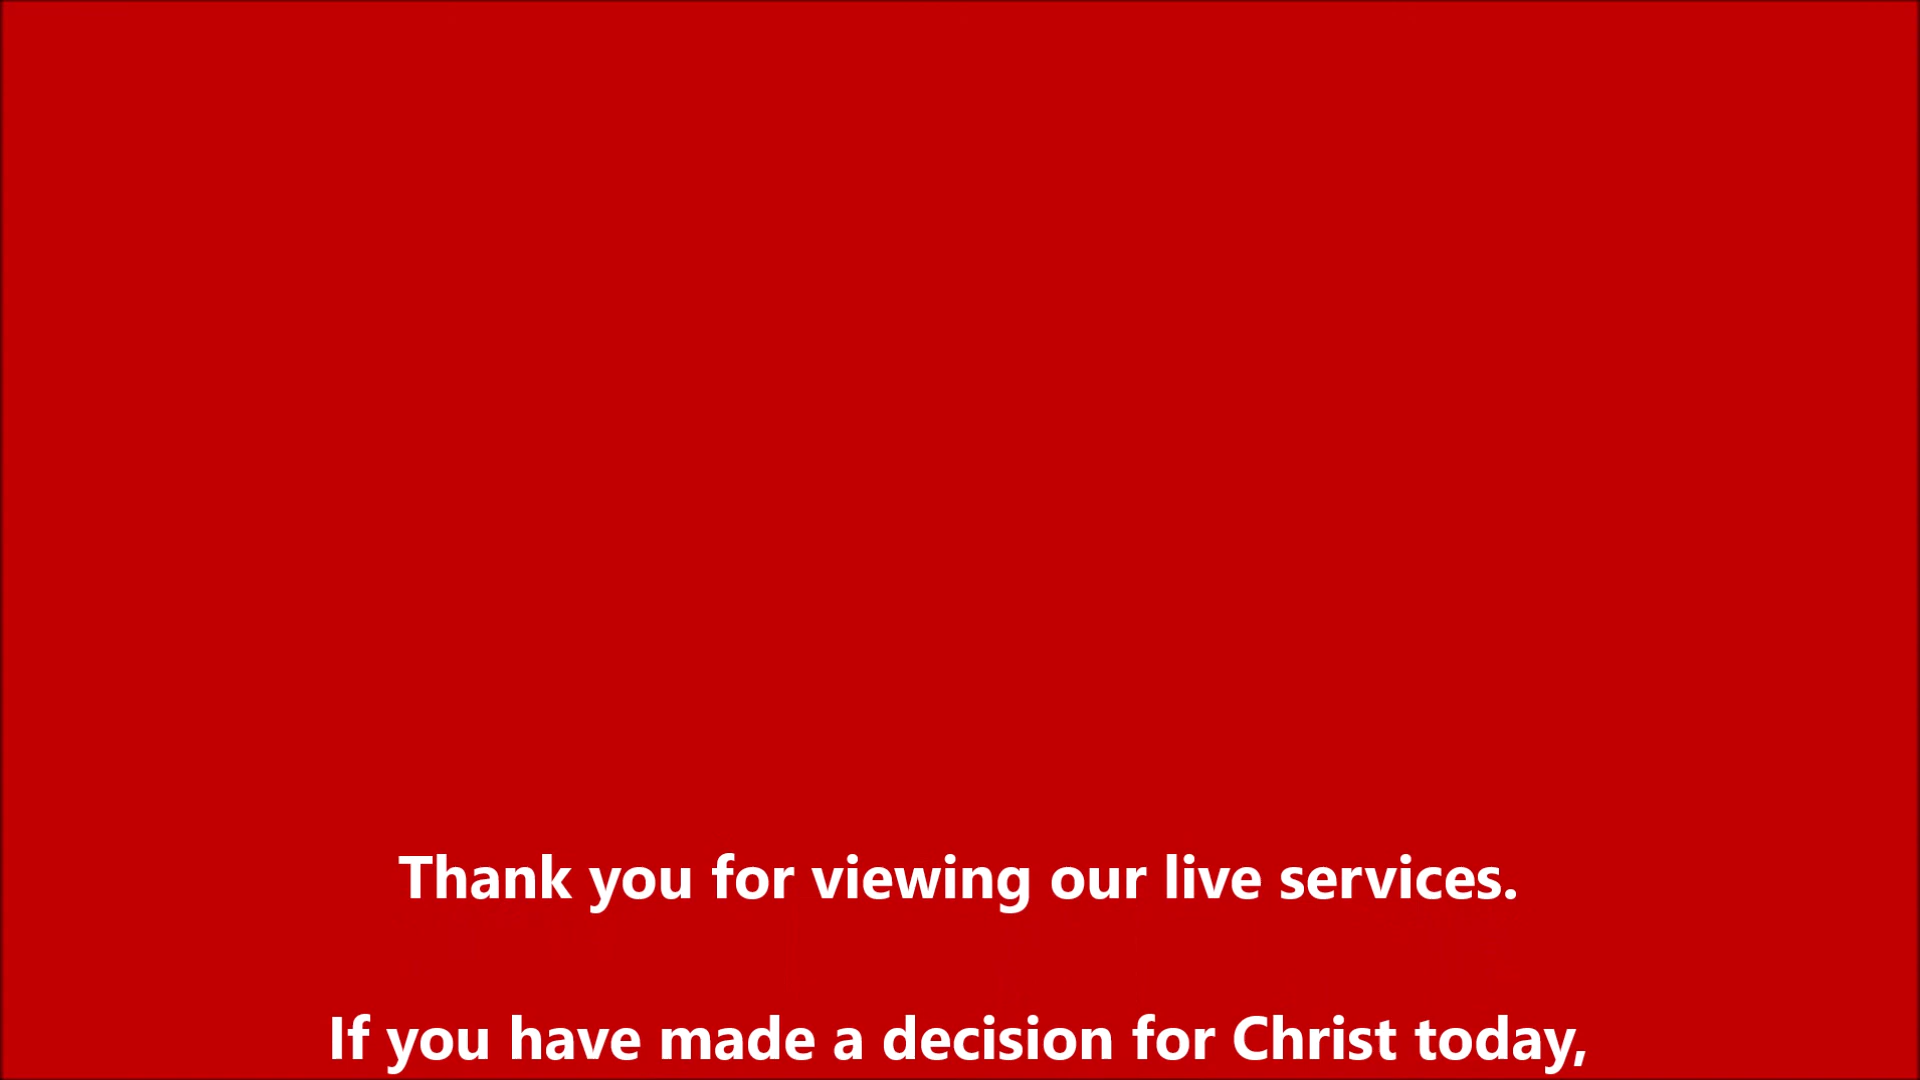 Thank you for viewing our live services.
If you have made a decision for Christ today,